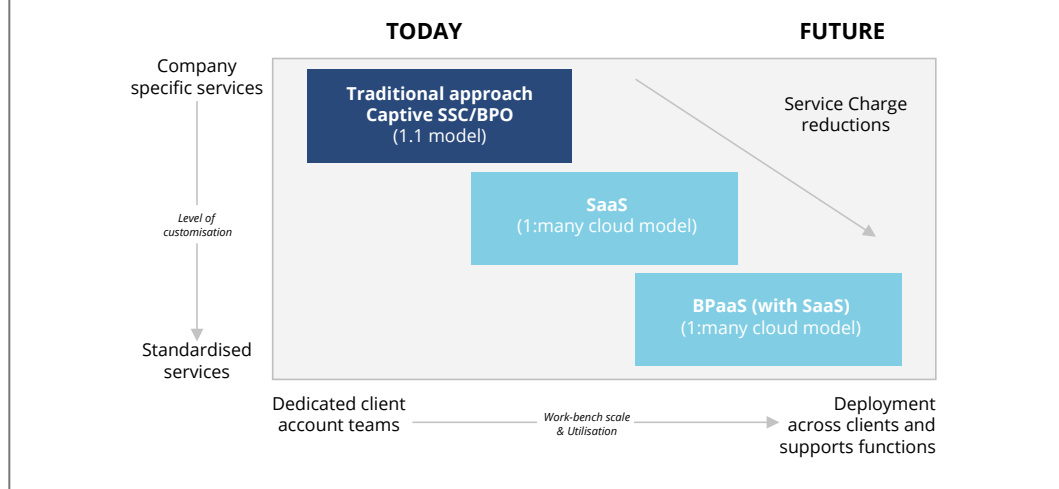 TODAY
FUTURE
Company
specific services
Traditional approach
Captive SSC/BPO
(1.1 model)
Service Charge
reductions
SaaS
(1:many cloud model)
Level of
customisation
BPaaS (with SaaS)
(1:many cloud model)
Standardised
services
Dedicated client
account teams
Work-bench scale
& Utilisation
Deployment
across clients and
supports functions